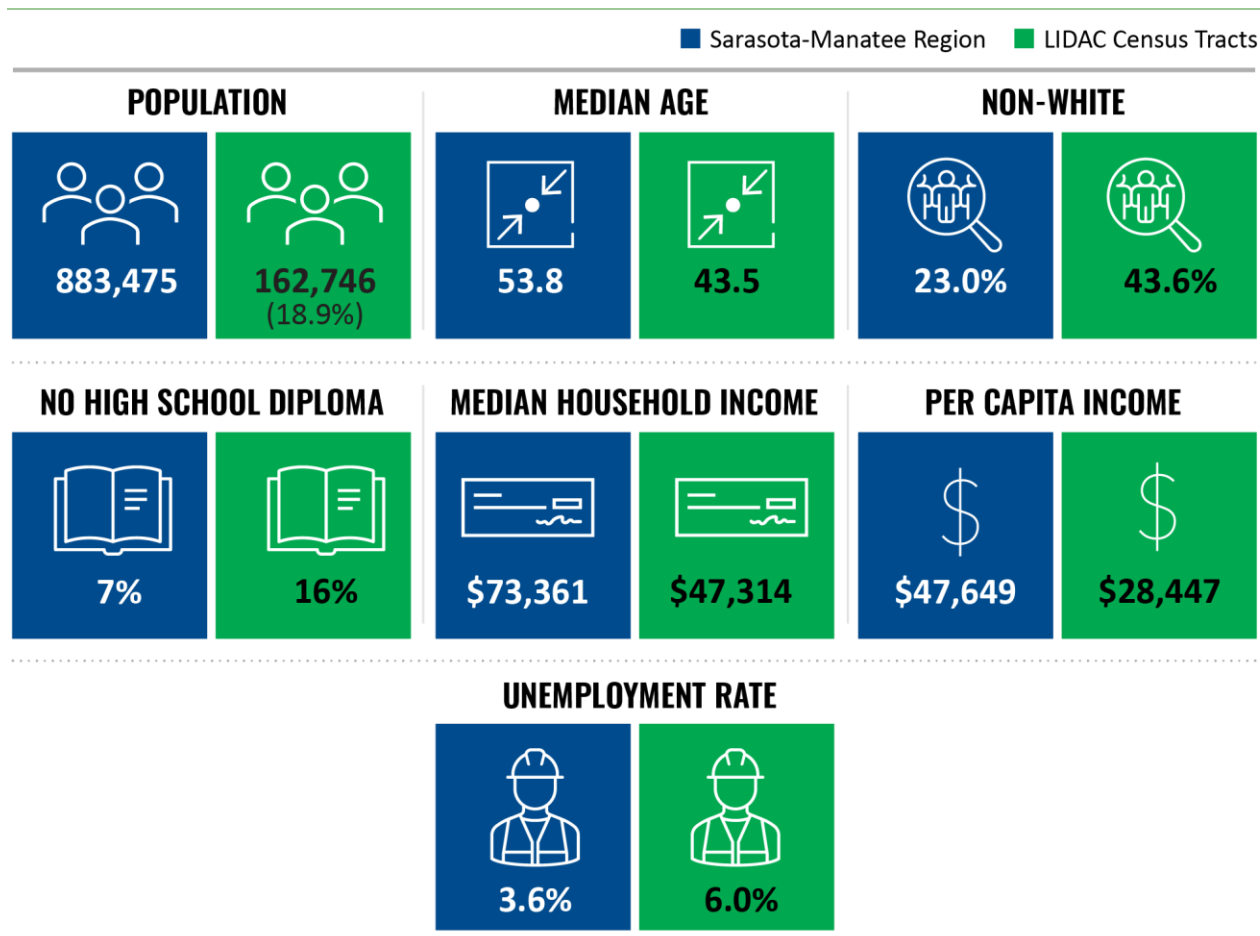 Sarasota-Manatee Region LIDAC Census Tracts
POPULATION
883,475
162,746
(18.9%)
MEDIAN AGE
53.8
43.5
NON-WHITE
23.0%
43.6%
NO HIGH SCHOOL DIPLOMA
7%
16%
MEDIAN HOUSEHOLD INCOME
$73,361
$47,314
PER CAPITA INCOME
$47,649
$28,447
UNEMPLOYMENT RATE
3.6%
6.0%